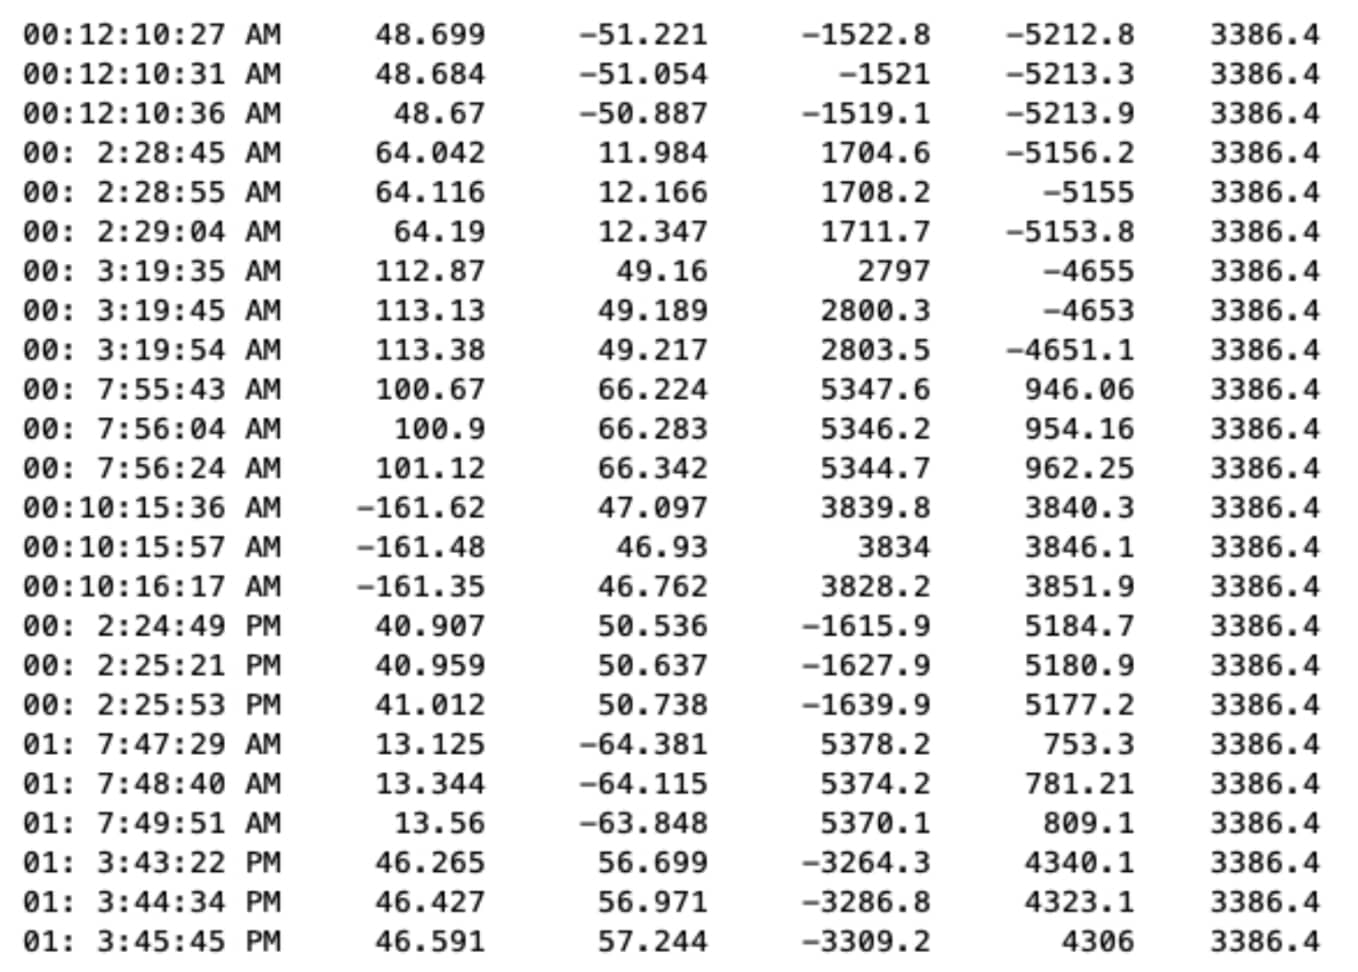 00:12:10:27 AM 48.699 −51.221 −1522.8 −5212.8 3386.4
00:12:10:31 AM 48.684 −51.054 −1521 −5213.3 3386.4
00:12:10:36 AM 48.67 −50.887 −1519.1 −5213.9 3386.4
00: 2:28:45 AM 64.042 11.984 1704.6 −5156.2 3386.4
00: 2:28:55 AM 64.116 12.166 1708.2 −5155 3386.4
00: 2:29:04 AM 64.19 12.347 1711.7 −5153.8 3386.4
00: 3:19:35 AM 112.87 49.16 2797 −4655 3386.4
00: 3:19:45 AM 113.13 49.189 2800.3 −4653 3386.4
00: 3:19:54 AM 113.38 49.217 2803.5 −4651.1 3386.4
00: 7:55:43 AM 100.67 66.224 5347.6 946.06 3386.4
00: 7:56:04 AM 100.9 66.283 5346.2 954.16 3386.4
00: 7:56:24 AM 101.12 66.342 5344.7 962.25 3386.4
00:10:15:36 AM −161.62 47.097 3839.8 3840.3 3386.4
00:10:15:57 AM −161.48 46.93 3834 3846.1 3386.4
00:10:16:17 AM −161.35 46.762 3828.2 3851.9 3386.4
00: 2:24:49 PM 40.907 50.536 −1615.9 5184.7 3386.4
00: 2:25:21 PM 40.959 50.637 −1627.9 5180.9 3386.4
00: 2:25:53 PM 41.012 50.738 −1639.9 5177.2 3386.4
01: 7:47:29 AM 13.125 −64.381 5378.2 753.3 3386.4
01: 7:48:40 AM 13.344 −64.115 5374.2 781.21 3386.4
01: 7:49:51 AM 13.56 −63.848 5370.1 809.1 3386.4
01: 3:43:22 PM 46.265 56.699 −3264.3 4340.1 3386.4
01: 3:44:34 PM 46.427 56.971 −3286.8 4323.1 3386.4
01: 3:45:45 PM 46.591 57.244 −3309.2 4306 3386.4